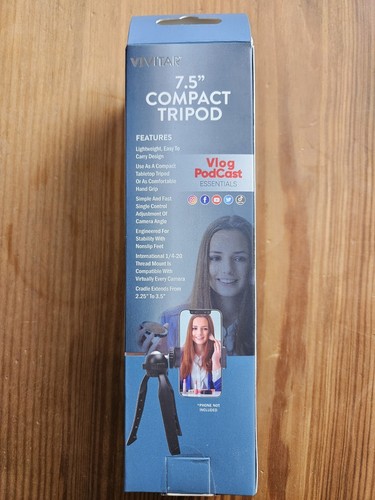 VIVITAR
7.5"
COMPACT
TRIPOD
FEATURES
Lightweight, Easy To
Carry Design
Use As A Compact
Tabletop Tripod
Or As Comfortable
Hand Grip
Simple And Fast
Single Control
Adjustment Of
Camera Angle
Engineered For
Stability With
Nonslip Feet
International 1/4-20
Thread Mount Is
Compatible With
Virtually Every Camera
Cradle Extends From
2.25" To 3.5"
Vlog
PodCast
ESSENTIALS
*PHONE NOT
INCLUDED